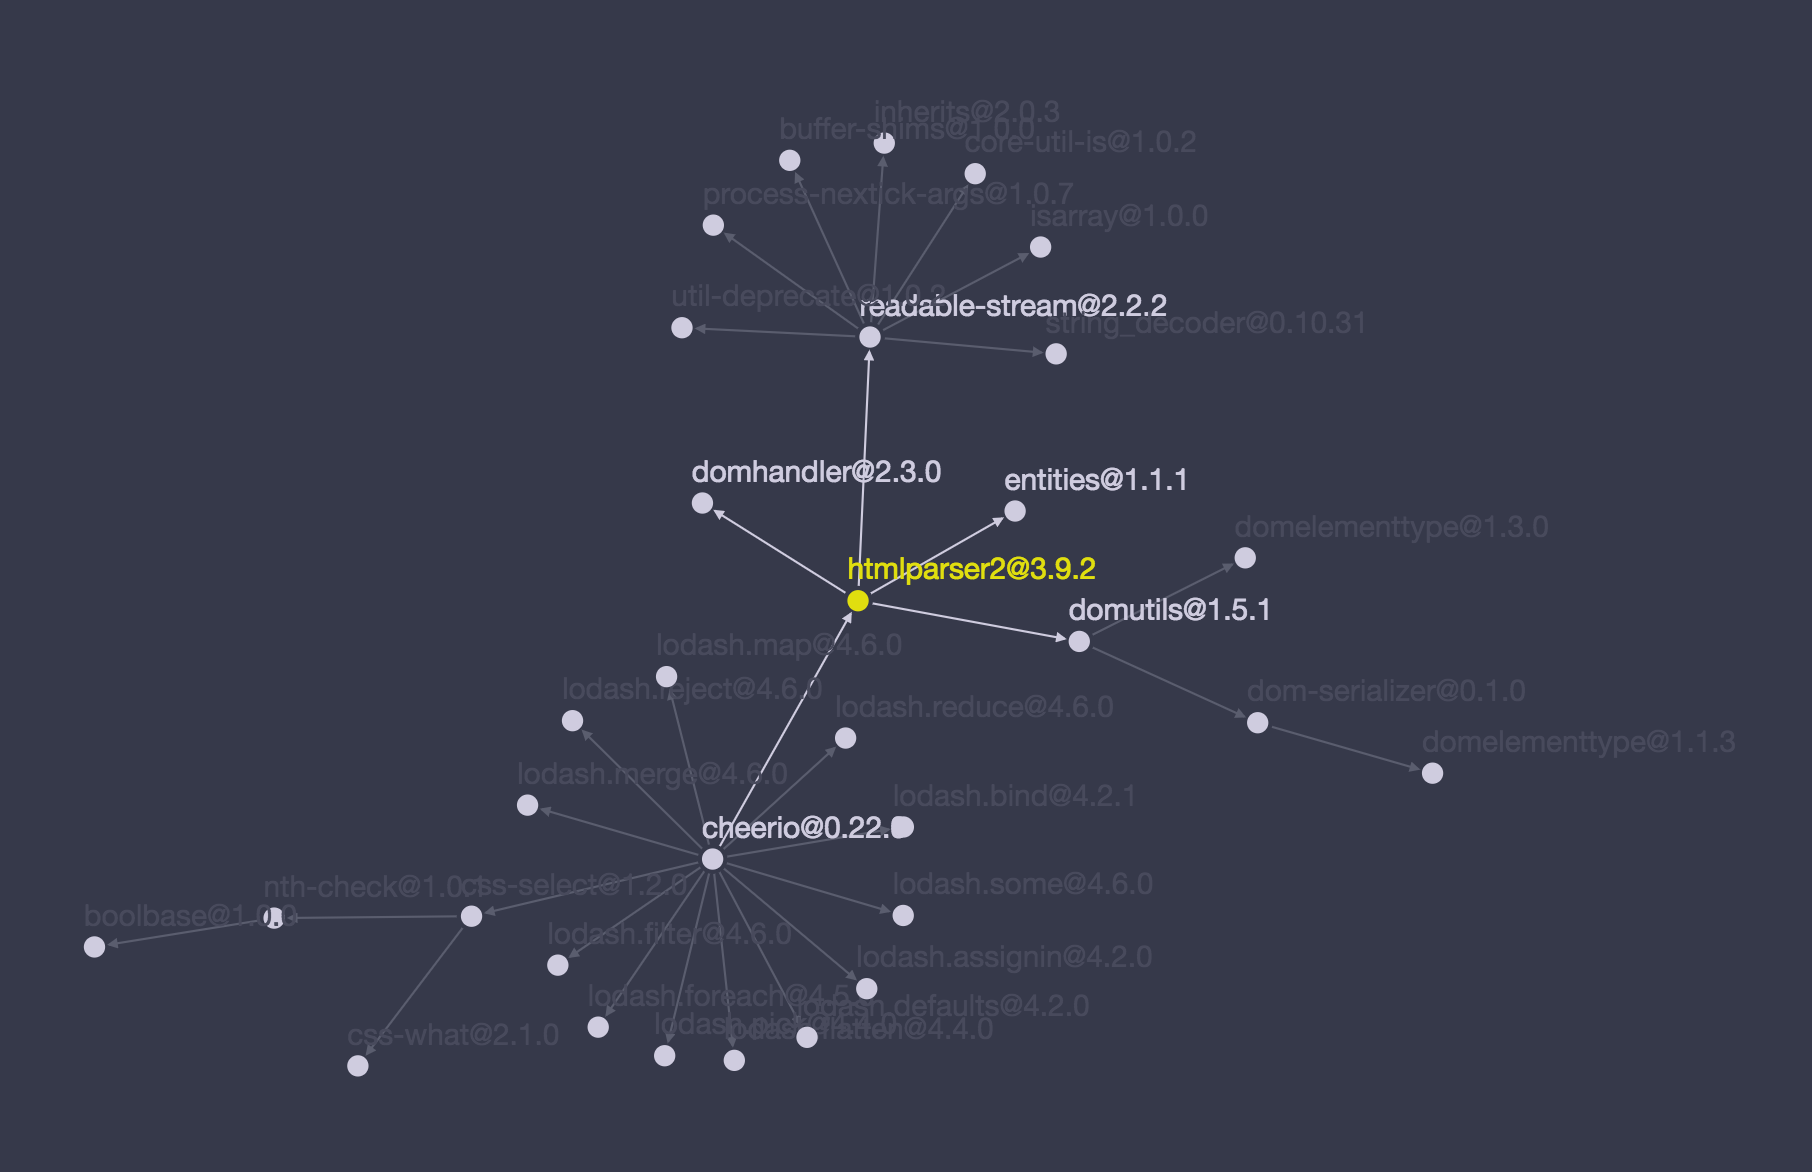 inherits@2.0.3
buffer-shims@1.0.0
core-util-is@1.0.2
process-nextick-args@1.0.7
isarray@1.0.0
util-deprecate@1.0.2
readable-stream@2.2.2
string_decoder@0.10.31
domhandler@2.3.0
entities@1.1.1
domelementtype@1.3.0
htmlparser2@3.9.2
domutils@1.5.1
lodash.map@4.6.0
lodash.reject@4.6.0
dom-serializer@0.1.0
lodash.reduce@4.6.0
domelementtype@1.1.3
lodash.merge@4.6.0
lodash.bind@4.2.1
cheerio@0.22.0
lodash.some@4.6.0
nth-check@1.0.1
css-select@1.2.0
boolbase@1.0.0
lodash.filter@4.6.0
lodash.assignin@4.2.0
lodash.foreach@4.5.
lodash.defaults@4.2.0
lodash.pick@4.4.0
lodash.flatten@4.4.0
css-what@2.1.0